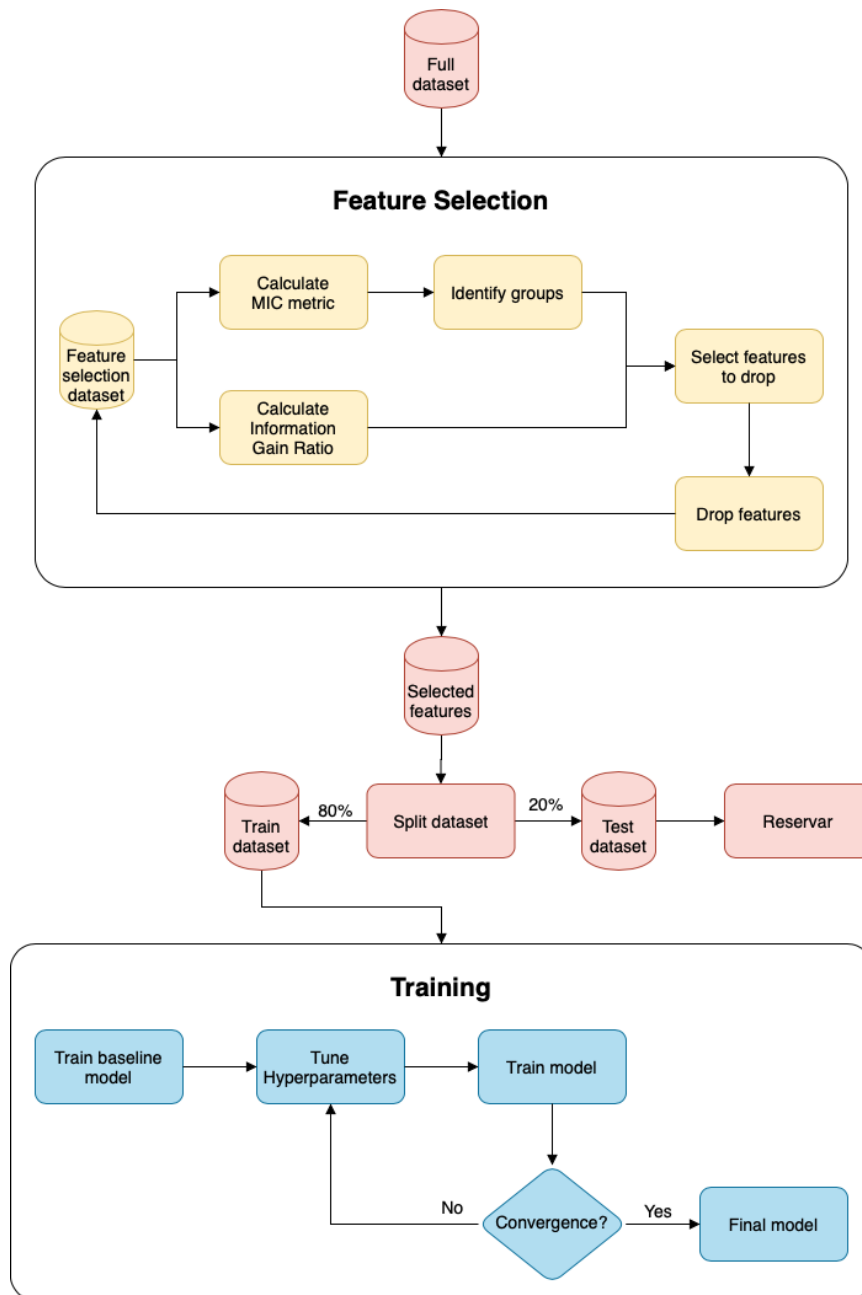 Full
dataset
Feature Selection
Calculate
MIC metric
Identify groups
Feature
selection
dataset
Select features
to drop
Calculate
Information
Gain Ratio
Drop features
Selected
features
Train
dataset
80%
Split dataset
20%
Test
dataset
Reservar
Training
Train baseline
model
Tune
Hyperparameters
Train model
No
Convergence?
Yes
Final model